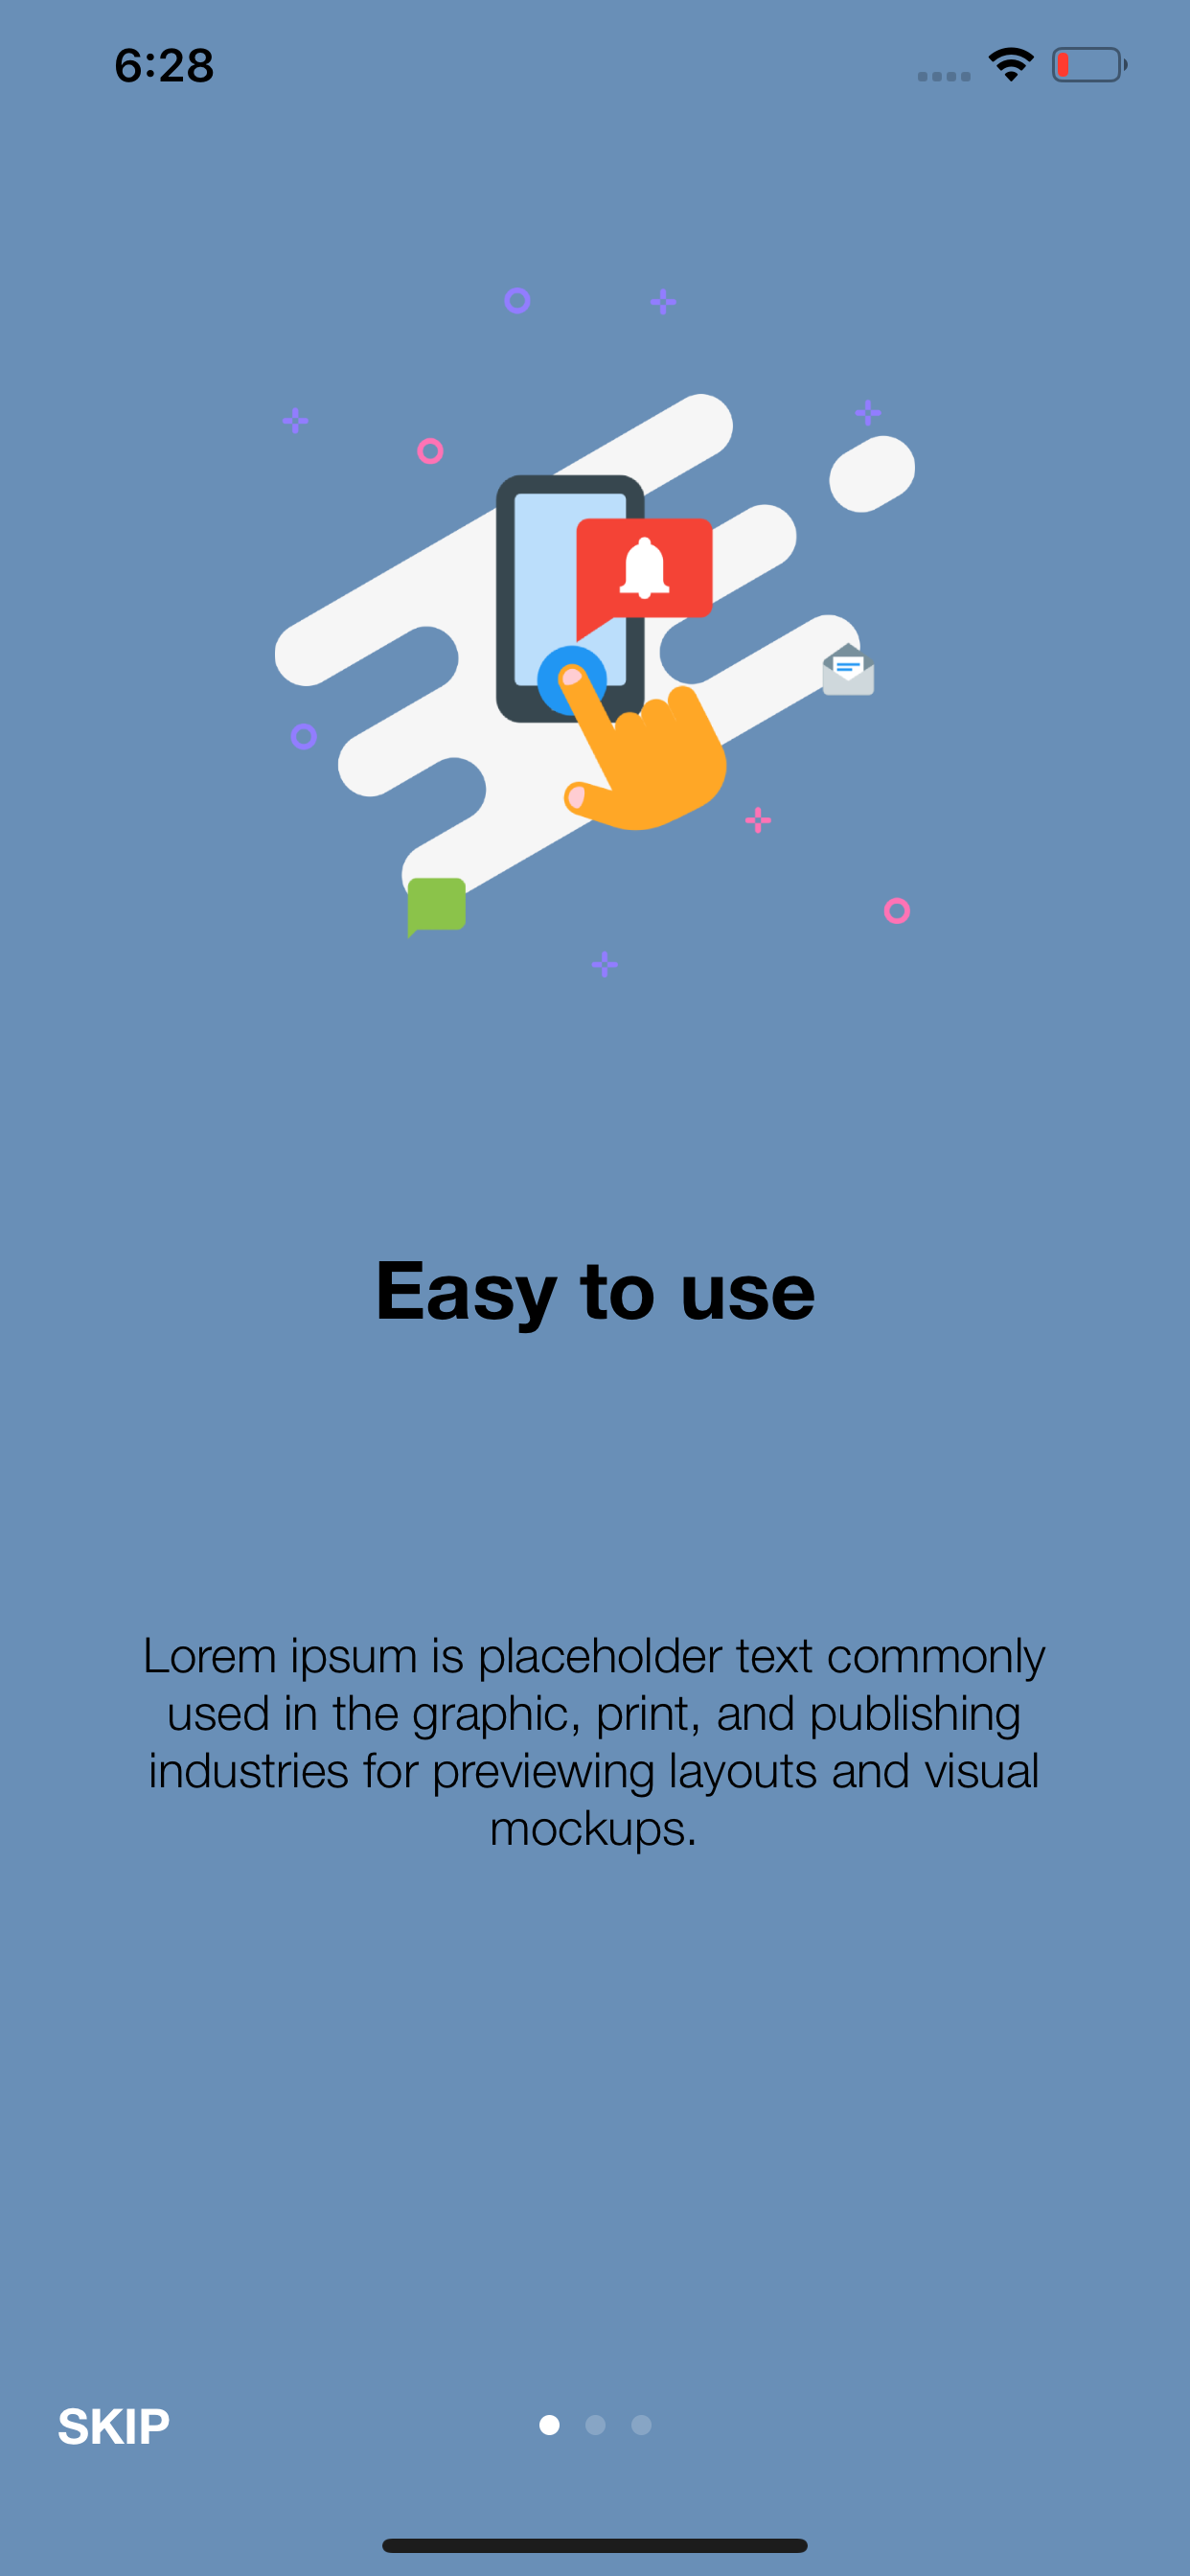 6:28
Easy to use
Lorem ipsum is placeholder text commonly
used in the graphic, print, and publishing
industries for previewing layouts and visual
mockups.
SKIP